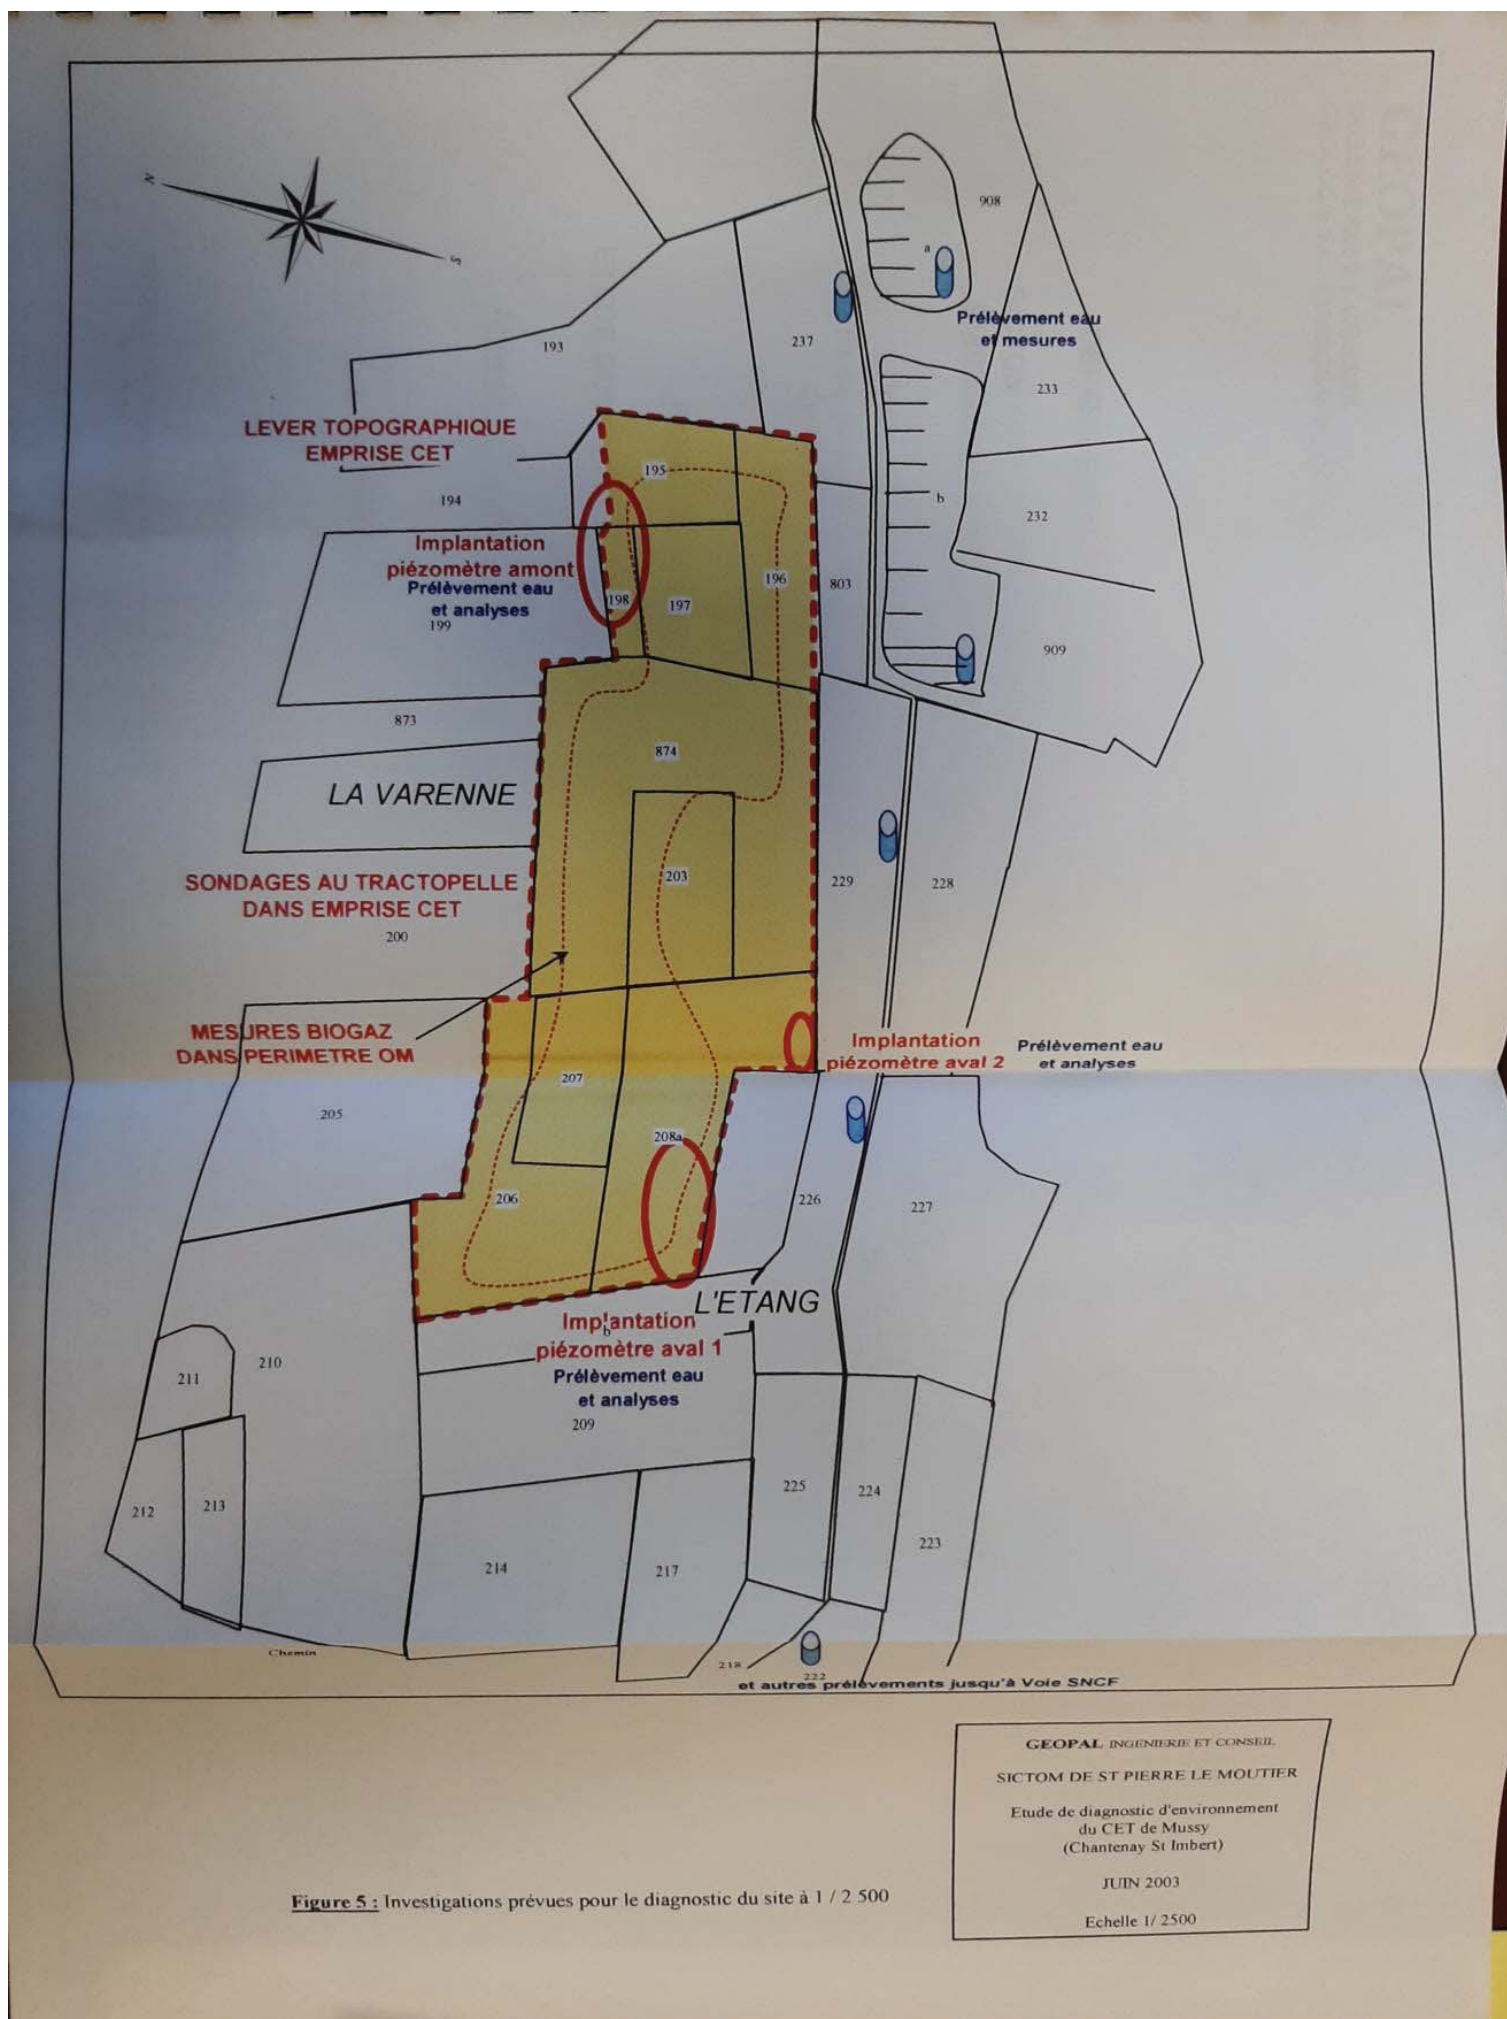 N
S
908
a
Prélèvement eau
et mesures
237
193
233
LEVER TOPOGRAPHIQUE
EMPRISE CET
195
194
b
232
Implantation
piézomètre amont
Prélèvement eau
et analyses
199
198
197
196
803
909
873
874
LA VARENNE
SONDAGES AU TRACTOPELLE
DANS EMPRISE CET
200
203
229
228
MESURES BIOGAZ
DANS PERIMETRE OM
Implantation
piézomètre aval 2
Prélèvement eau
et analyses
207
205
208a
206
226
227
L'ETANG
Implantation
b
piézomètre aval 1
Prélèvement eau
et analyses
209
210
211
212
213
225
224
223
214
217
Chemin
218
222
et autres prélèvements jusqu'à Voie SNCF
GEOPAL INGENIERIE ET CONSEIL
SICTOM DE ST PIERRE LE MOUTIER
Etude de diagnostic d'environnement
du CET de Mussy
(Chantenay St Imbert)
JUIN 2003
Echelle 1/ 2500
Figure 5 : Investigations prévues pour le diagnostic du site à 1 / 2 500